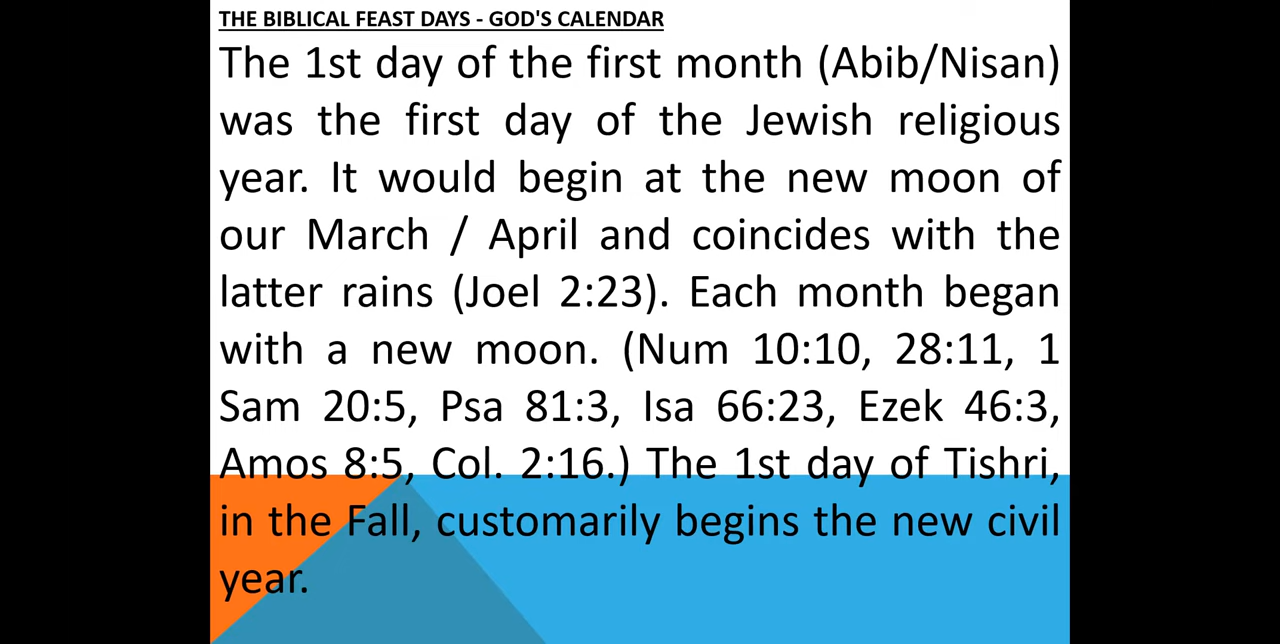 THE BIBLICAL FEAST DAYS - GOD'S CALENDAR
The 1st day of the first month (Abib/Nisan)
was the first day of the Jewish religious
year. It would begin at the new moon of
our March / April and coincides with the
latter rains (Joel 2:23). Each month began
with a new moon. (Num 10:10, 28:11, 1
Sam 20:5, Psa 81:3, Isa 66:23, Ezek 46:3,
Amos 8:5, Col. 2:16.) The 1st day of Tishri,
in the Fall, customarily begins the new civil
year.